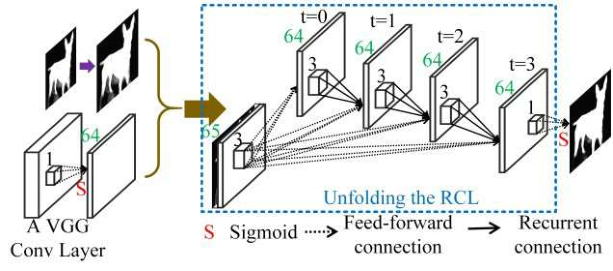 t=0
t=1
t=2
t=3
64
64
64
64
3
3
3
1
64
1
S
65
3
S
Unfolding the RCL
A VGG
Conv Layer
S Sigmoid Feed-forward connection Recurrent connection